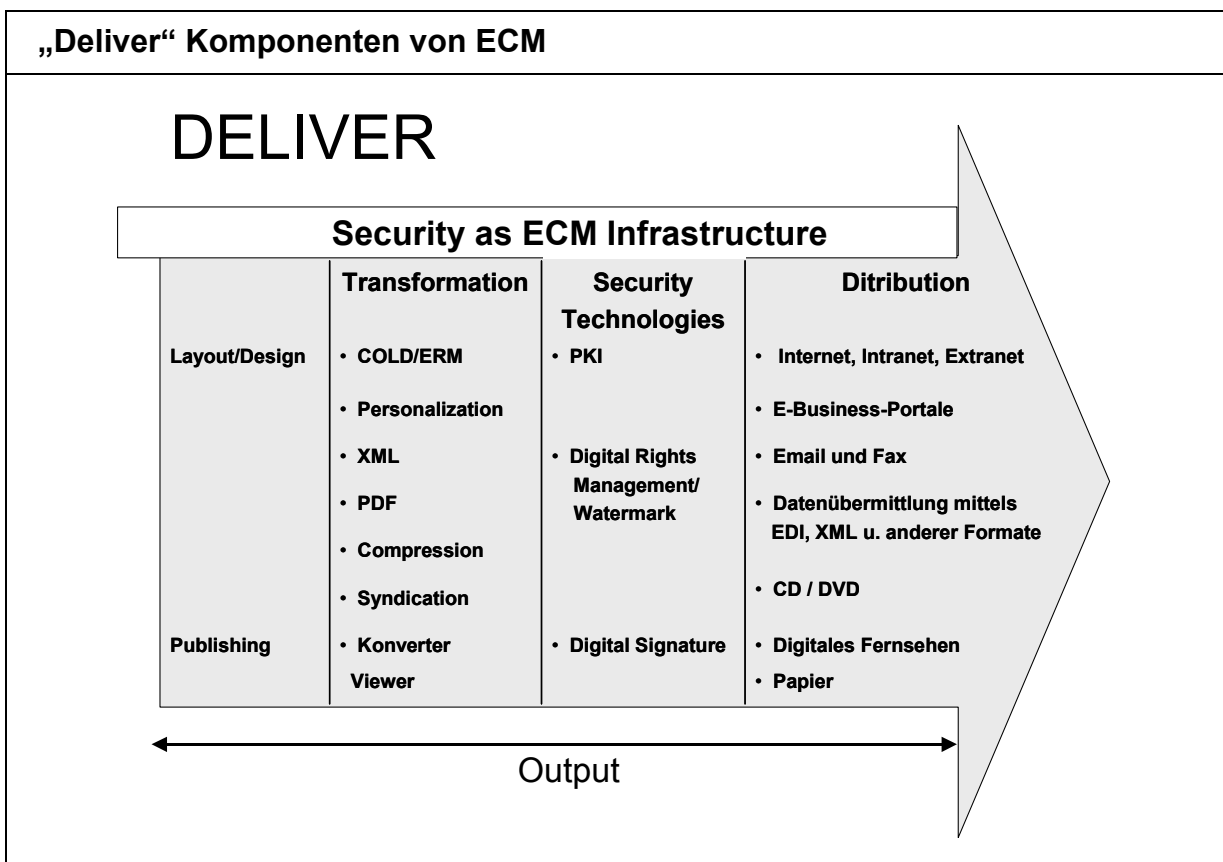 „Deliver“ Komponenten von ECM
DELIVER
Security as ECM Infrastructure
Layout/Design
Publishing
Transformation
• COLD/ERM
• Personalization
• XML
• PDF
• Compression
• Syndication
• Konverter
Viewer
Security
Technologies
• PKI
• Digital Rights
Management/
Watermark
• Digital Signature
Ditribution
• Internet, Intranet, Extranet
• E-Business-Portale
• Email und Fax
• Datenübermittlung mittels
EDI, XML u. anderer Formate
• CD / DVD
• Digitales Fernsehen
• Papier
Output